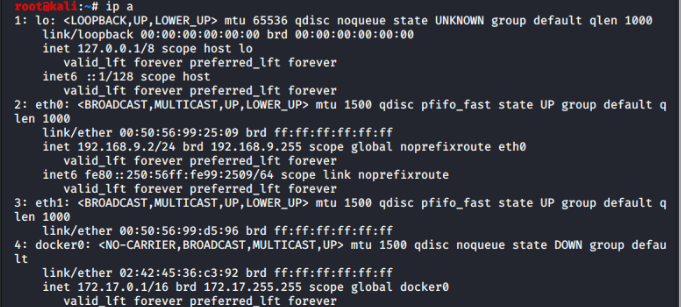 root@kali:~# ip a
1: lo: <LOOPBACK,UP,LOWER_UP> mtu 65536 qdisc noqueue state UNKNOWN group default qlen 1000
    link/loopback 00:00:00:00:00:00 brd 00:00:00:00:00:00
    inet 127.0.0.1/8 scope host lo
       valid_lft forever preferred_lft forever
    inet6 ::1/128 scope host
       valid_lft forever preferred_lft forever
2: eth0: <BROADCAST,MULTICAST,UP,LOWER_UP> mtu 1500 qdisc pfifo_fast state UP group default q
len 1000
    link/ether 00:50:56:99:25:09 brd ff:ff:ff:ff:ff:ff
    inet 192.168.9.2/24 brd 192.168.9.255 scope global noprefixroute eth0
       valid_lft forever preferred_lft forever
    inet6 fe80::250:56ff:fe99:2509/64 scope link noprefixroute
       valid_lft forever preferred_lft forever
3: eth1: <BROADCAST,MULTICAST,UP,LOWER_UP> mtu 1500 qdisc pfifo_fast state UP group default q
len 1000
    link/ether 00:50:56:99:d5:96 brd ff:ff:ff:ff:ff:ff
4: docker0: <NO-CARRIER,BROADCAST,MULTICAST,UP> mtu 1500 qdisc noqueue state DOWN group defau
lt
    link/ether 02:42:45:36:c3:92 brd ff:ff:ff:ff:ff:ff
    inet 172.17.0.1/16 brd 172.17.255.255 scope global docker0
       valid_lft forever preferred_lft forever